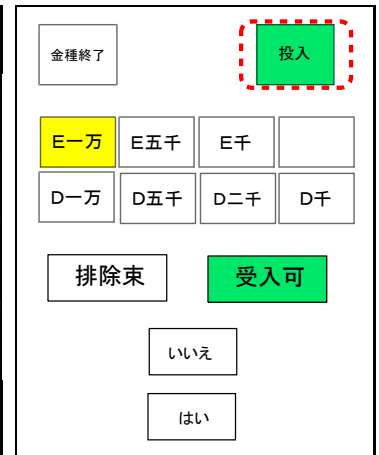 金種終了 投入
E一万 E五千 E千
D一万 D五千 D二千 D千
排除束 受入可
いいえ
はい